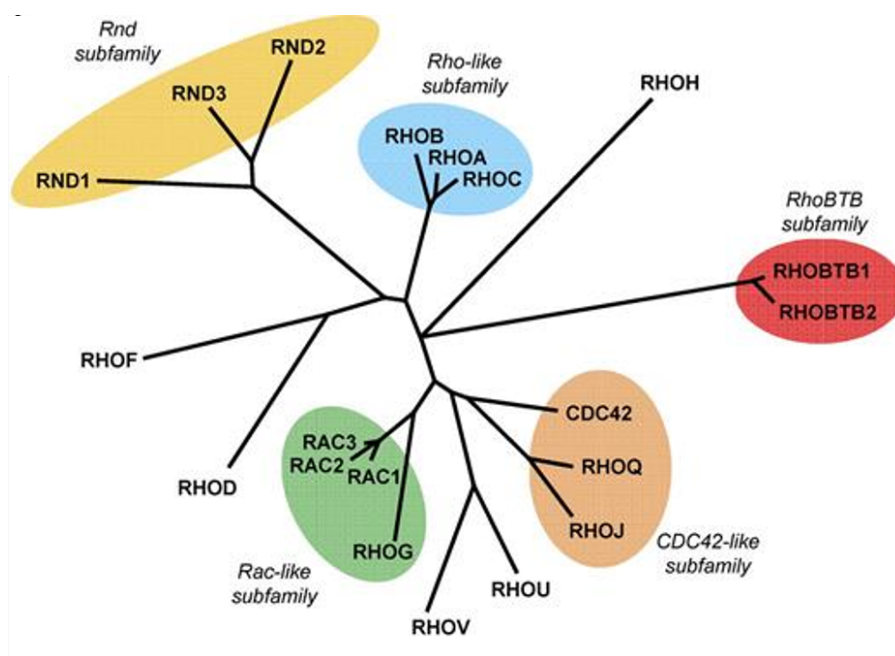 Rnd
subfamily
RND2
RND3
RND1
Rho-like
subfamily
RHOB
RHOA
RHOC
RHOH
RhoBTB
subfamily
RHOBTB1
RHOBTB2
RHOF
RHOD
CDC42
RHOQ
RHOJ
CDC42-like
subfamily
RAC3
RAC2
RAC1
RHOG
Rac-like
subfamily
RHOU
RHOV